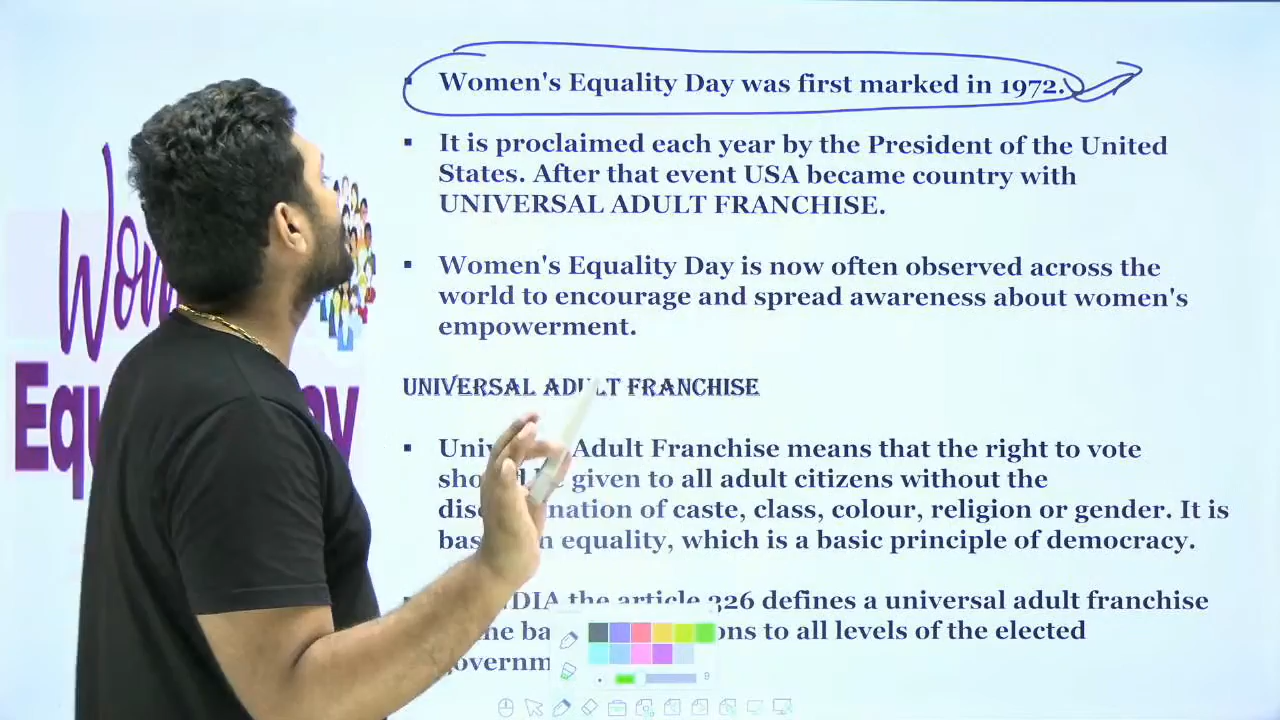 Women's Equality Day was first marked in 1972.
It is proclaimed each year by the President of the United
States. After that event USA became country with
UNIVERSAL ADULT FRANCHISE.
Women's Equality Day is now often observed across the
world to encourage and spread awareness about women's
empowerment.
UNIVERSAL ADULT FRANCHISE
Adult Franchise means that the right to vote
given to all adult citizens without the
of caste, class, colour, religion or gender. It is
equality, which is a basic principle of democracy.
the article 326 defines a universal adult franchise
to all levels of the elected
9